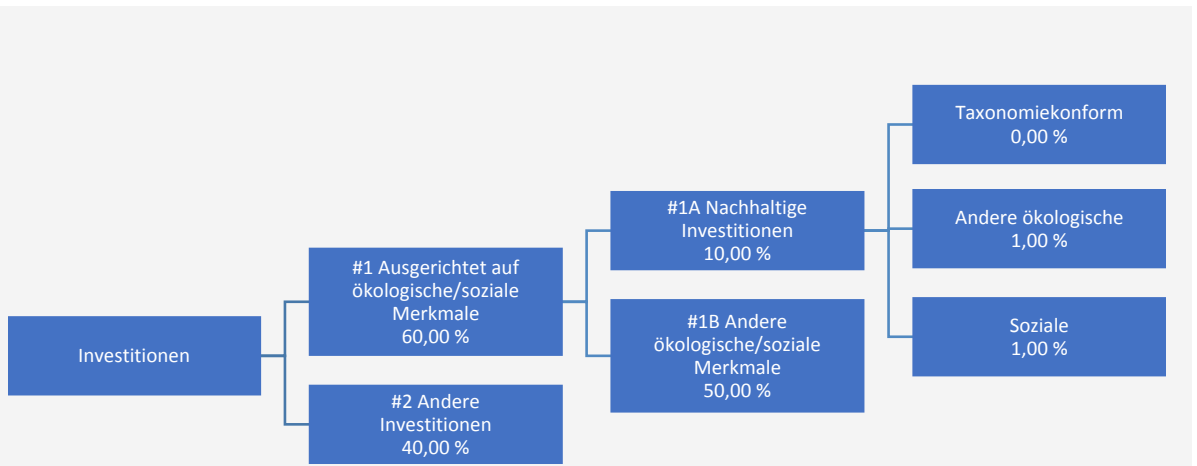 Investitionen
#1 Ausgerichtet auf
ökologische/soziale
Merkmale
60,00 %
#2 Andere
Investitionen
40,00 %
#1A Nachhaltige
Investitionen
10,00 %
#1B Andere
ökologische/soziale
Merkmale
50,00 %
Taxonomiekonform
0,00 %
Andere ökologische
1,00 %
Soziale
1,00 %